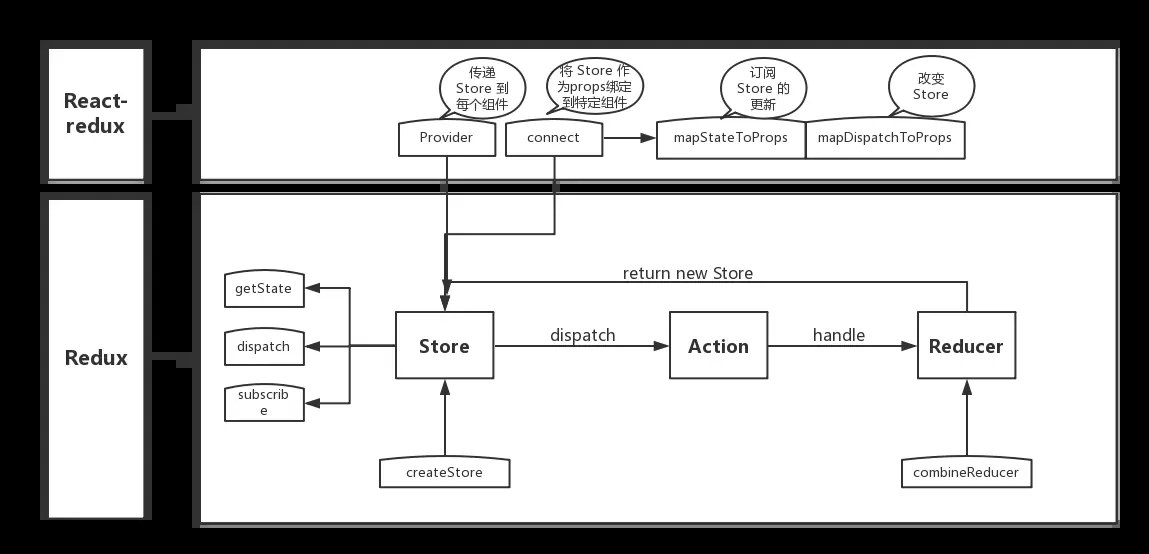 React-
redux
传递
Store 到
每个组件
将 Store 作
为props绑定
到特定组件
订阅
Store 的
更新
改变
Store
Provider
connect
mapStateToProps
mapDispatchToProps
Redux
return new Store
getState
dispatch
subscrib
e
Store
dispatch
Action
handle
Reducer
createStore
combineReducer